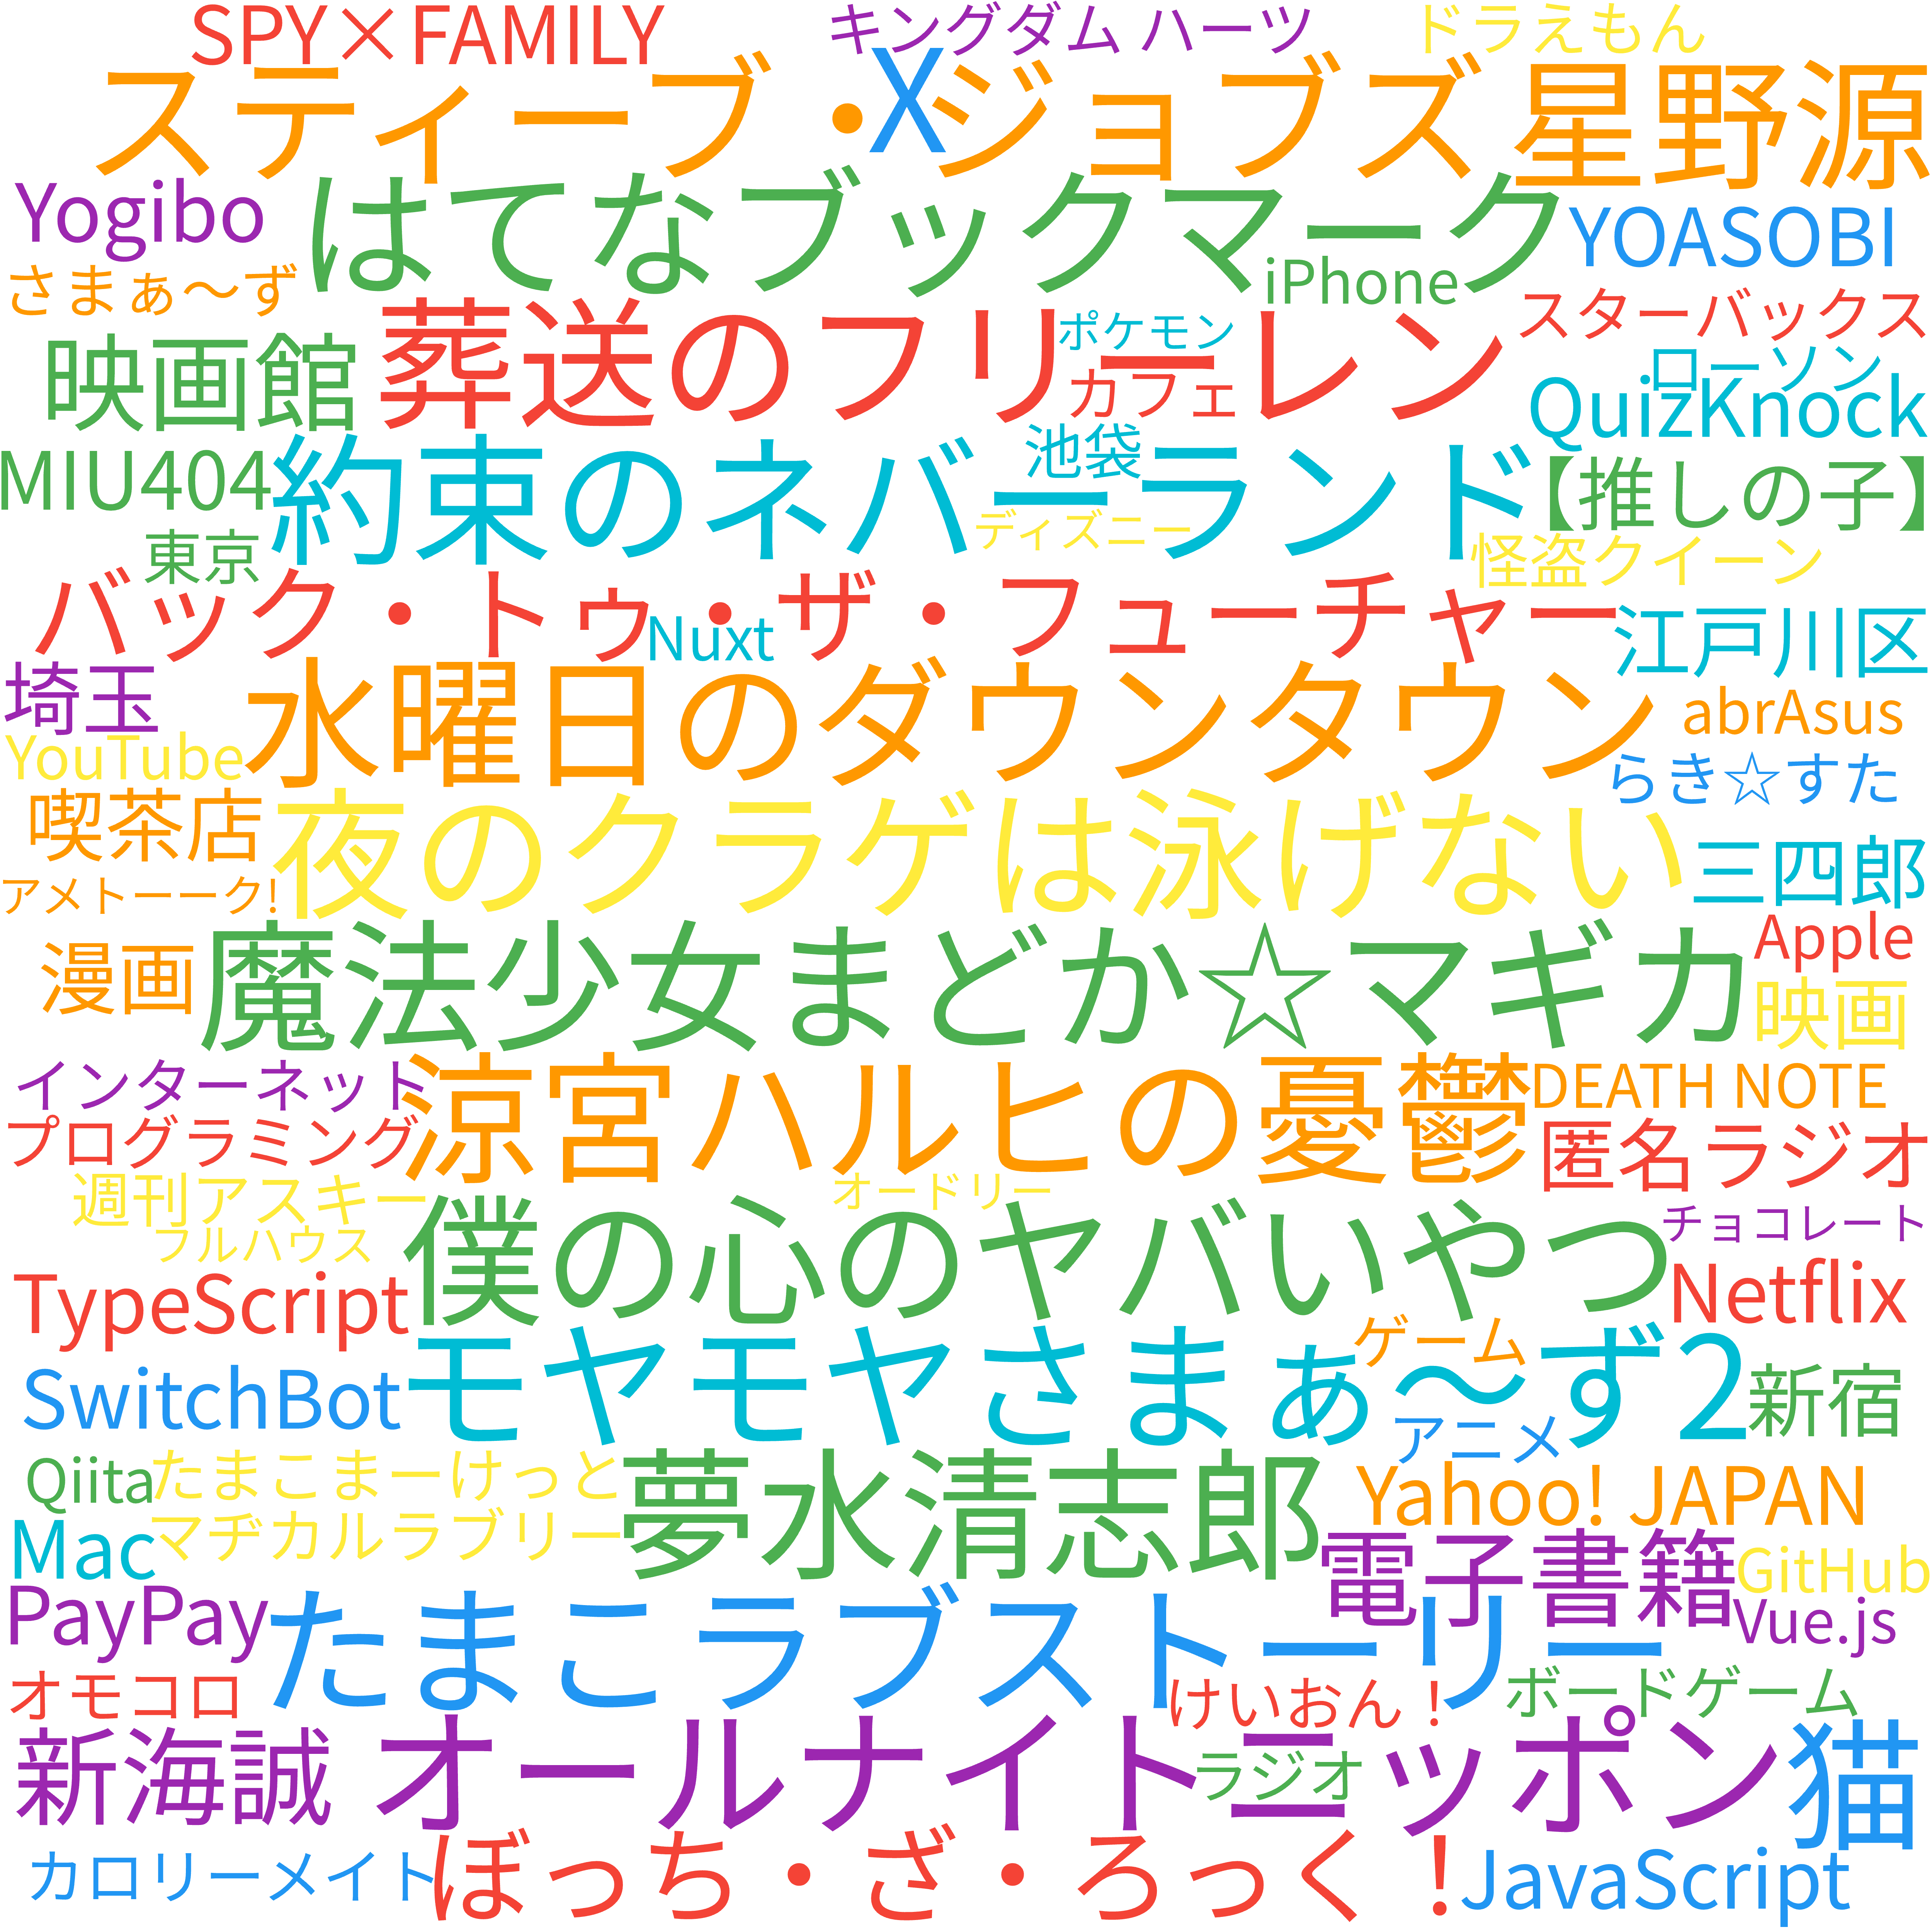 SPY×FAMILY
キングダムハーツ
ドラえもん
スティーブ・ジョブズ
X
星野源
Yogibo
はてなブックマーク
YOASOBI
さまぁ～ず
iPhone
スターバックス
映画館
葬送のフリーレン
ポケモン
カフェ
ローソン
QuizKnock
MIU404
約束のネバーランド
池袋
【推しの子】
ディズニー
東京
怪盗クイーン
バック・トゥ・ザ・フューチャー
Nuxt
江戸川区
埼玉
水曜日のダウンタウン
abrAsus
YouTube
らき☆すた
喫茶店
夜のクラゲは泳げない
三四郎
アメトーーク!
漫画
魔法少女まどか☆マギカ
Apple
映画
インターネット
涼宮ハルヒの憂鬱
DEATH NOTE
プログラミング
匿名ラジオ
週刊アスキー
オードリー
フルハウス
僕の心のヤバいやつ
チョコレート
TypeScript
Netflix
ゲーム
SwitchBot
モヤモヤさまぁ～ず2
新宿
アニメ
Qiita
たまこまーけっと
夢水清志郎
Yahoo! JAPAN
Mac
マヂカルラブリー
電子書籍
GitHub
PayPay
たまこラブストーリー
Vue.js
オモコロ
けいおん！
ボードゲーム
新海誠
オールナイトニッポン
ラジオ
猫
カロリーメイト
ぼっち・ざ・ろっく！
JavaScript